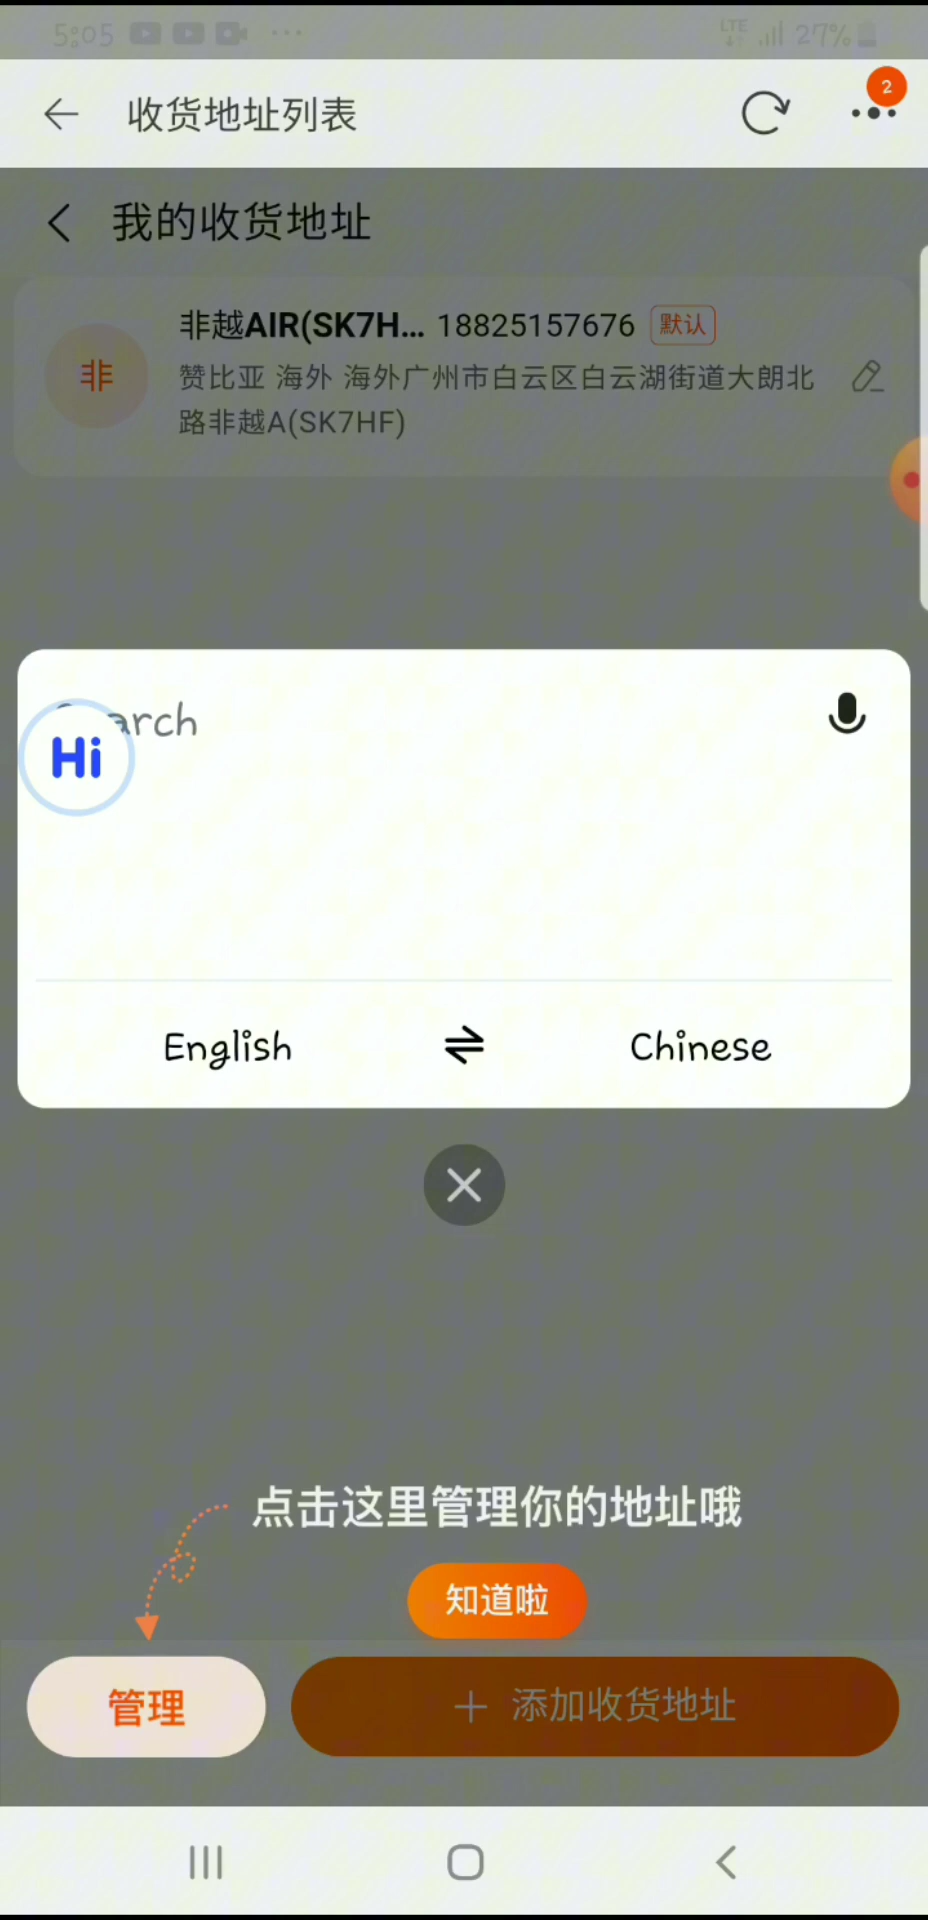 5:05
LTE 27%
收货地址列表
2
我的收货地址
非
非越AIR(SK7H... 18825157676 默认
赞比亚 海外 海外广州市白云区白云湖街道大朗北
路非越A(SK7HF)
arch
Hi
English
Chinese
点击这里管理你的地址哦
知道啦
管理
+ 添加收货地址